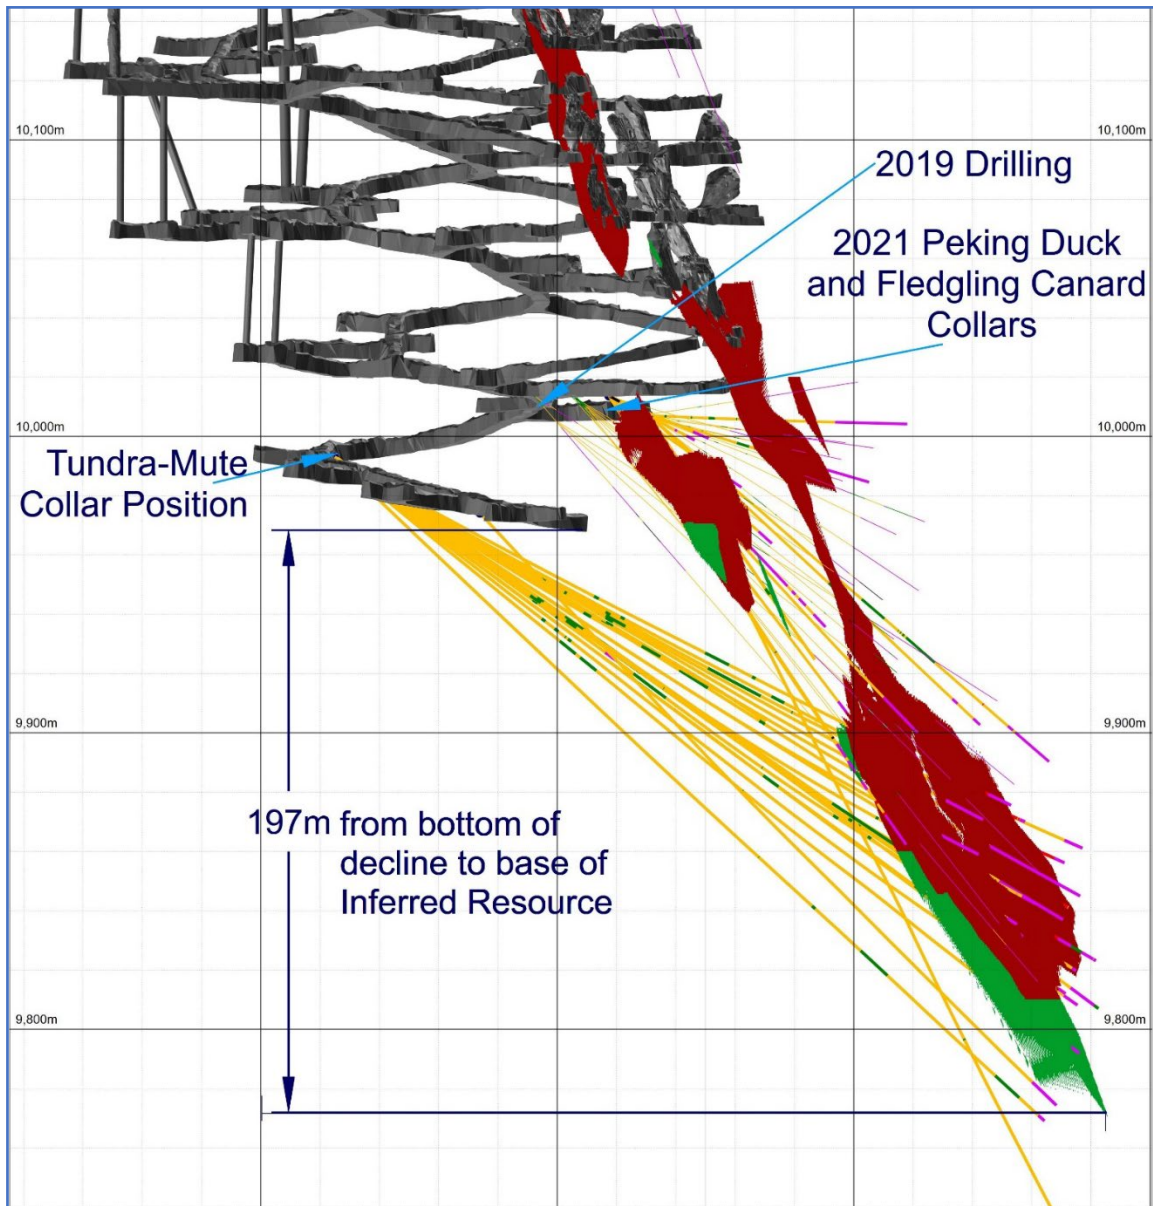 10,100m
10,100m
2019 Drilling
2021 Peking Duck
and Fledgling Canard
Collars
10,000m
10,000m
Tundra-Mute
Collar Position
9,900m
9,900m
197m from bottom of
decline to base of
Inferred Resource
9,800m
9,800m